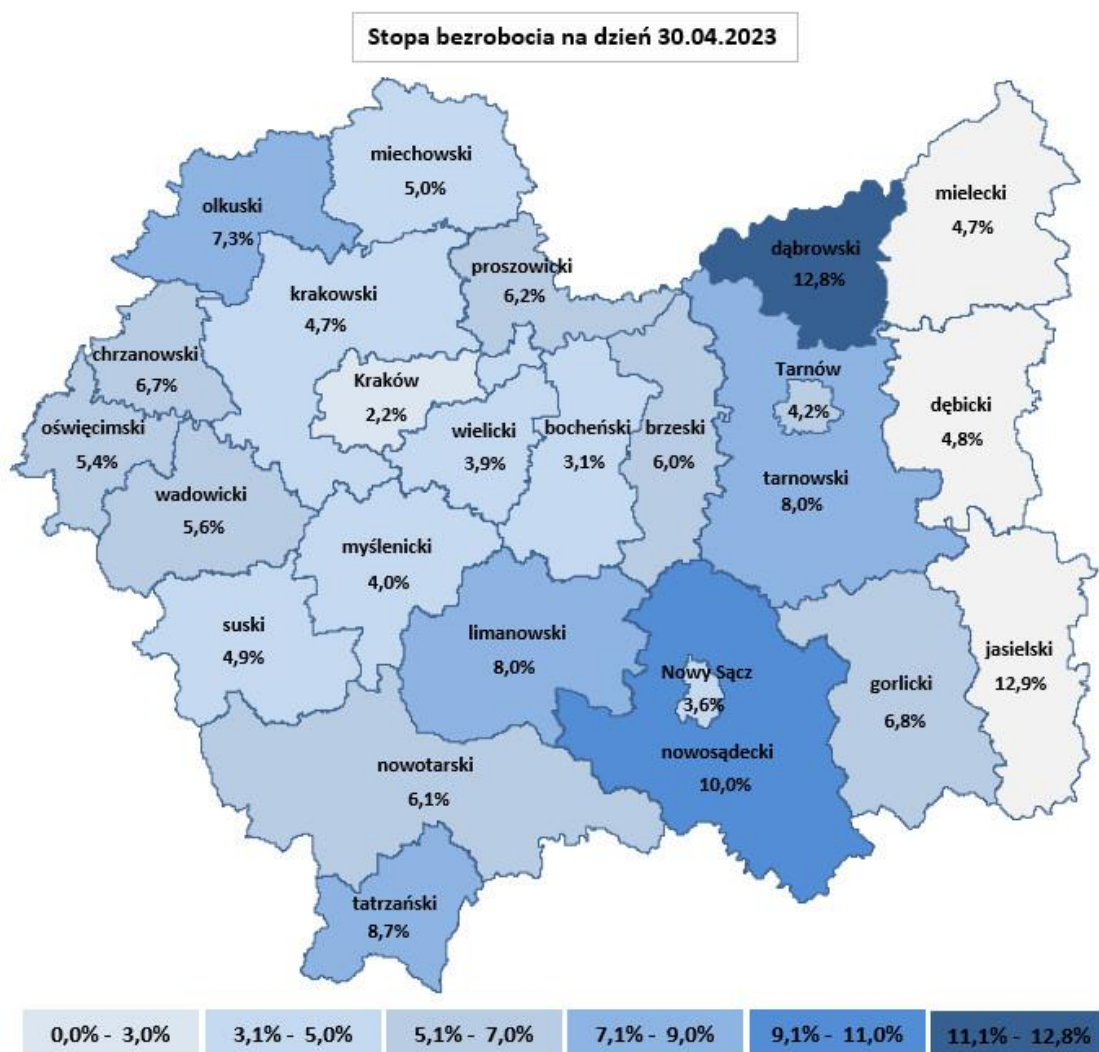 Stopa bezrobocia na dzień 30.04.2023
miechowski
5,0%
olkuski
7,3%
mielecki
4,7%
dąbrowski
12,8%
proszowicki
6,2%
krakowski
4,7%
chrzanowski
6,7%
Kraków
2,2%
Tarnów
4,2%
dębicki
4,8%
oświęcimski
5,4%
wielicki
3,9%
bocheński
3,1%
brzeski
6,0%
tarnowski
8,0%
wadowicki
5,6%
myślenicki
4,0%
suski
4,9%
limanowski
8,0%
Nowy Sącz
3,6%
gorlicki
6,8%
jasielski
12,9%
nowosądecki
10,0%
nowotarski
6,1%
tatrzański
8,7%
0,0% - 3,0%
3,1% - 5,0%
5,1% - 7,0%
7,1% - 9,0%
9,1% - 11,0%
11,1% - 12,8%